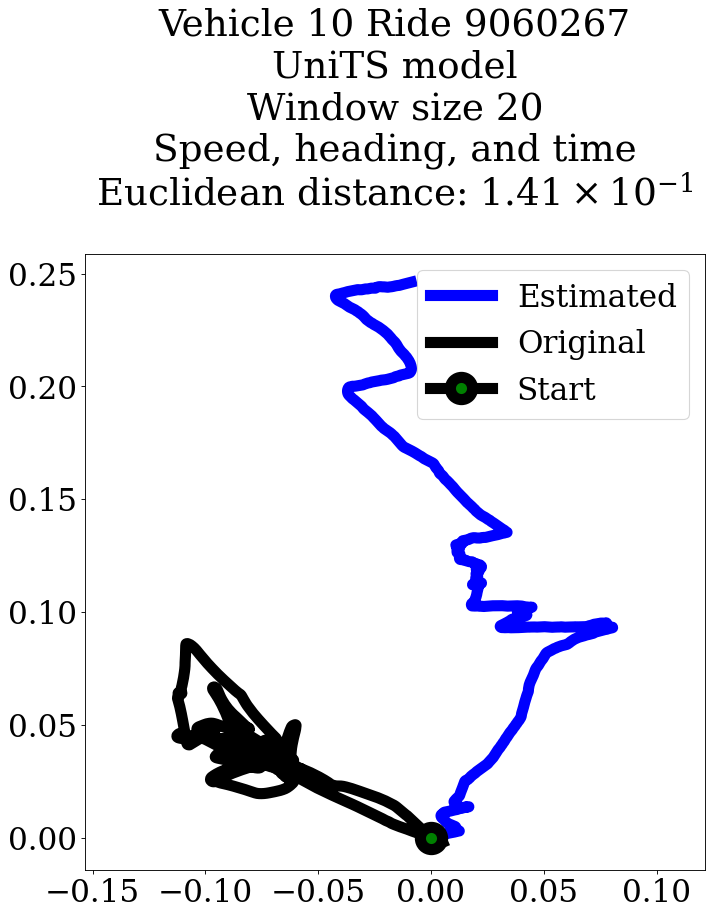 Vehicle 10 Ride 9060267
UniTS model
Window size 20
Speed, heading, and time
Euclidean distance: 1.41 × 10⁻¹
0.25
0.20
0.15
0.10
0.05
0.00
−0.15 −0.10 −0.05 0.00 0.05 0.10
Estimated
Original
Start